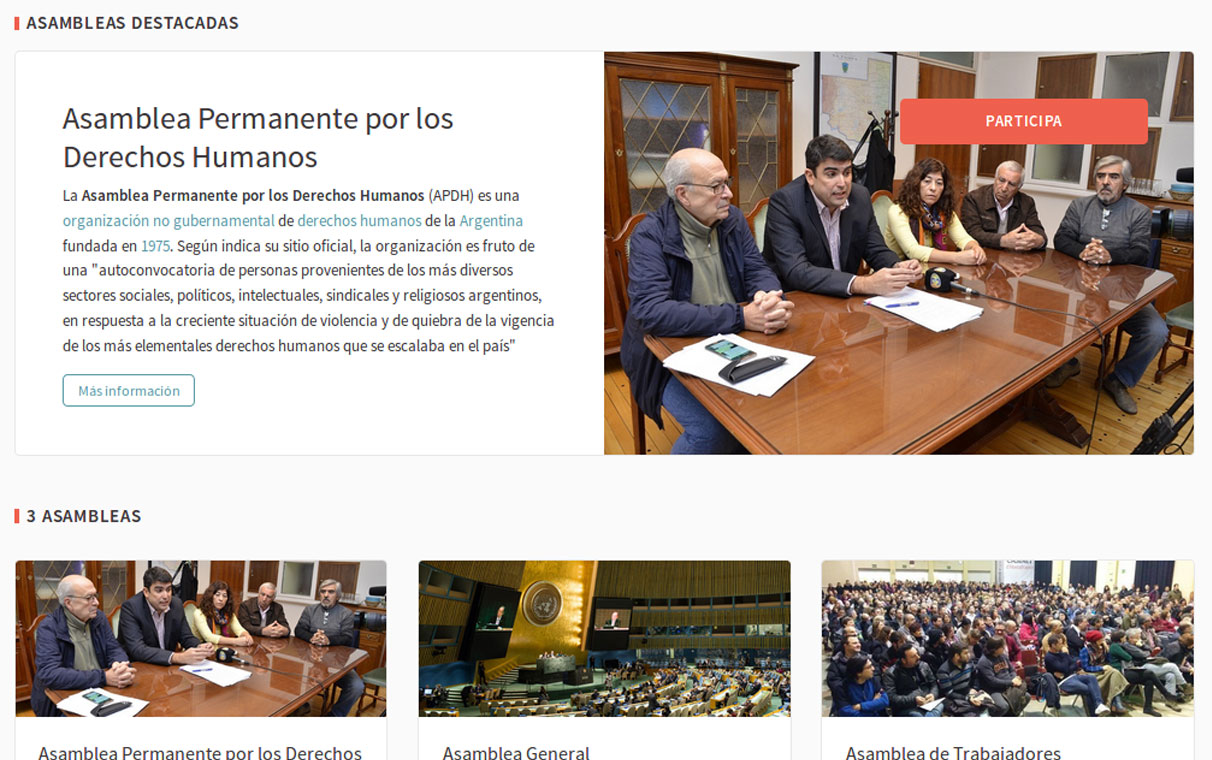 ASAMBLEAS DESTACADAS
Asamblea Permanente por los
Derechos Humanos
La Asamblea Permanente por los Derechos Humanos (APDH) es una
organización no gubernamental de derechos humanos de la Argentina
fundada en 1975. Según indica su sitio oficial, la organización es fruto de
una "autoconvocatoria de personas provenientes de los más diversos
sectores sociales, políticos, intelectuales, sindicales y religiosos argentinos,
en respuesta a la creciente situación de violencia y de quiebra de la vigencia
de los más elementales derechos humanos que se escalaba en el país"
Más información
PARTICIPA
3 ASAMBLEAS
Asamblea Permanente por los Derechos
Asamblea General
Asamblea de Trabajadores